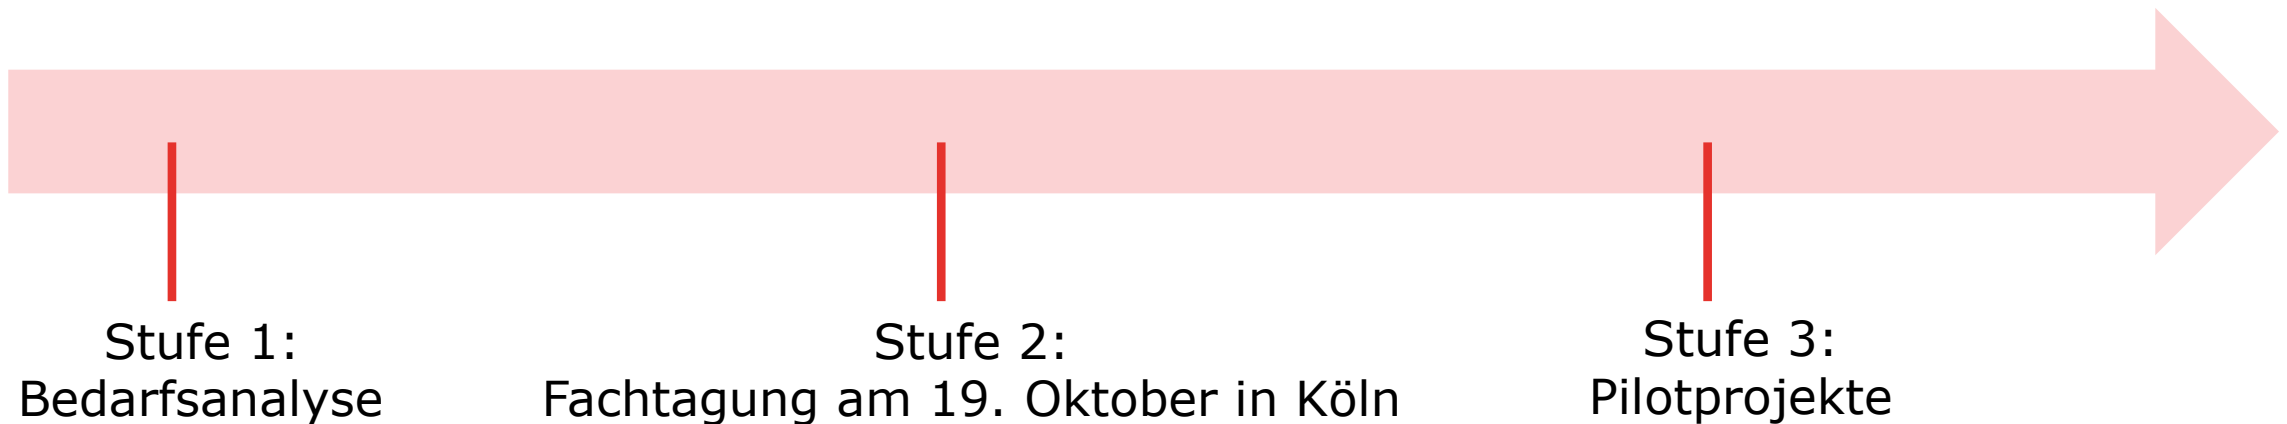 Stufe 1:
Bedarfsanalyse
Stufe 2:
Fachtagung am 19. Oktober in Köln
Stufe 3:
Pilotprojekte